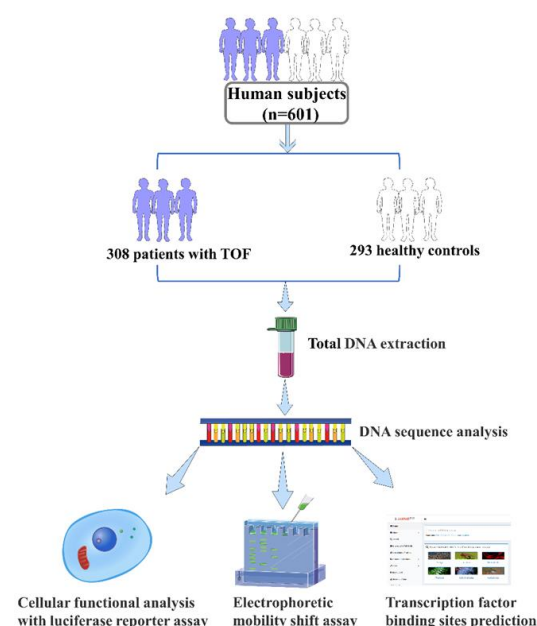 Human subjects
(n=601)
308 patients with TOF
293 healthy controls
Total DNA extraction
DNA sequence analysis
Cellular functional analysis
with luciferase reporter assay
Electrophoretic
mobility shift assay
Transcription factor
binding sites prediction